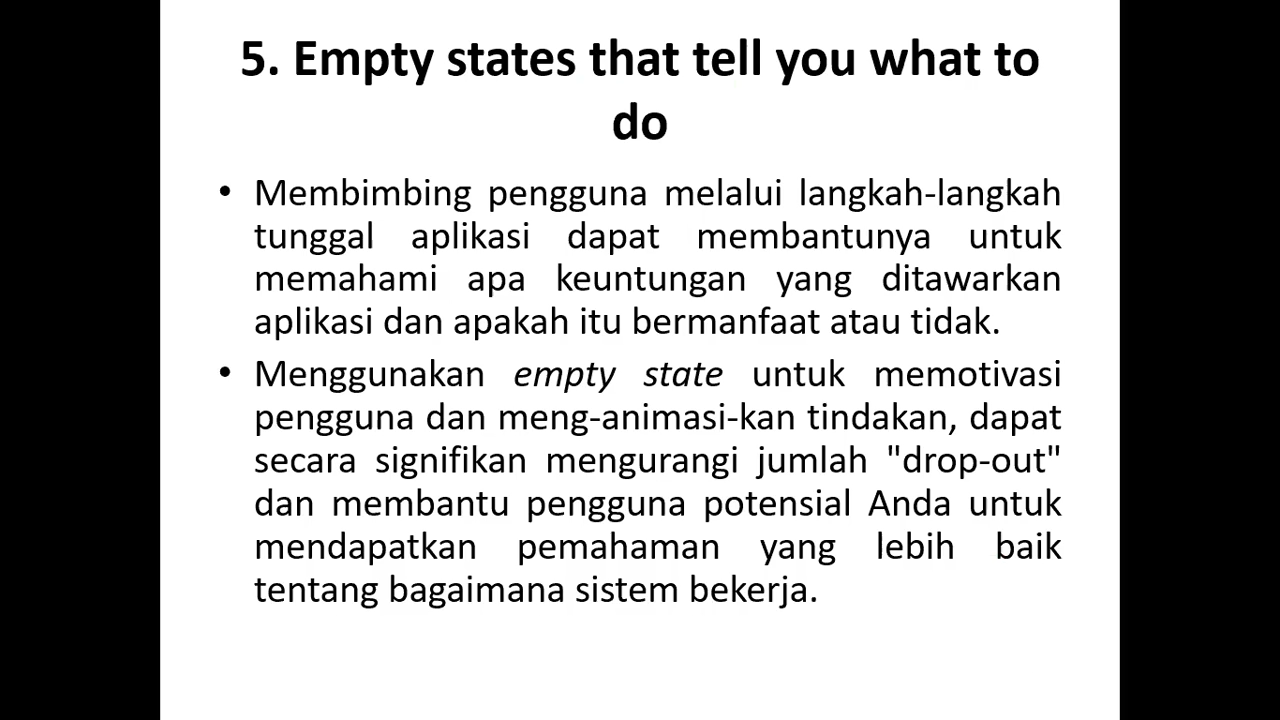 5. Empty states that tell you what to
do
• Membimbing pengguna melalui langkah-langkah
tunggal aplikasi dapat membantunya untuk
memahami apa keuntungan yang ditawarkan
aplikasi dan apakah itu bermanfaat atau tidak.
• Menggunakan empty state untuk memotivasi
pengguna dan meng-animasi-kan tindakan, dapat
secara signifikan mengurangi jumlah "drop-out"
dan membantu pengguna potensial Anda untuk
mendapatkan pemahaman yang lebih baik
tentang bagaimana sistem bekerja.